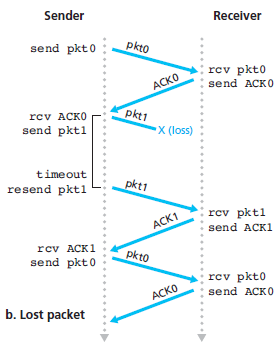 Sender Receiver
send pkt0
pkt0
rcv pkt0
ACK0
send ACK0
rcv ACK0
pkt1
send pkt1
X (loss)
timeout
pkt1
resend pkt1
rcv pkt1
ACK1
send ACK1
rcv ACK1
pkt0
send pkt0
rcv pkt0
ACK0
send ACK0
b. Lost packet